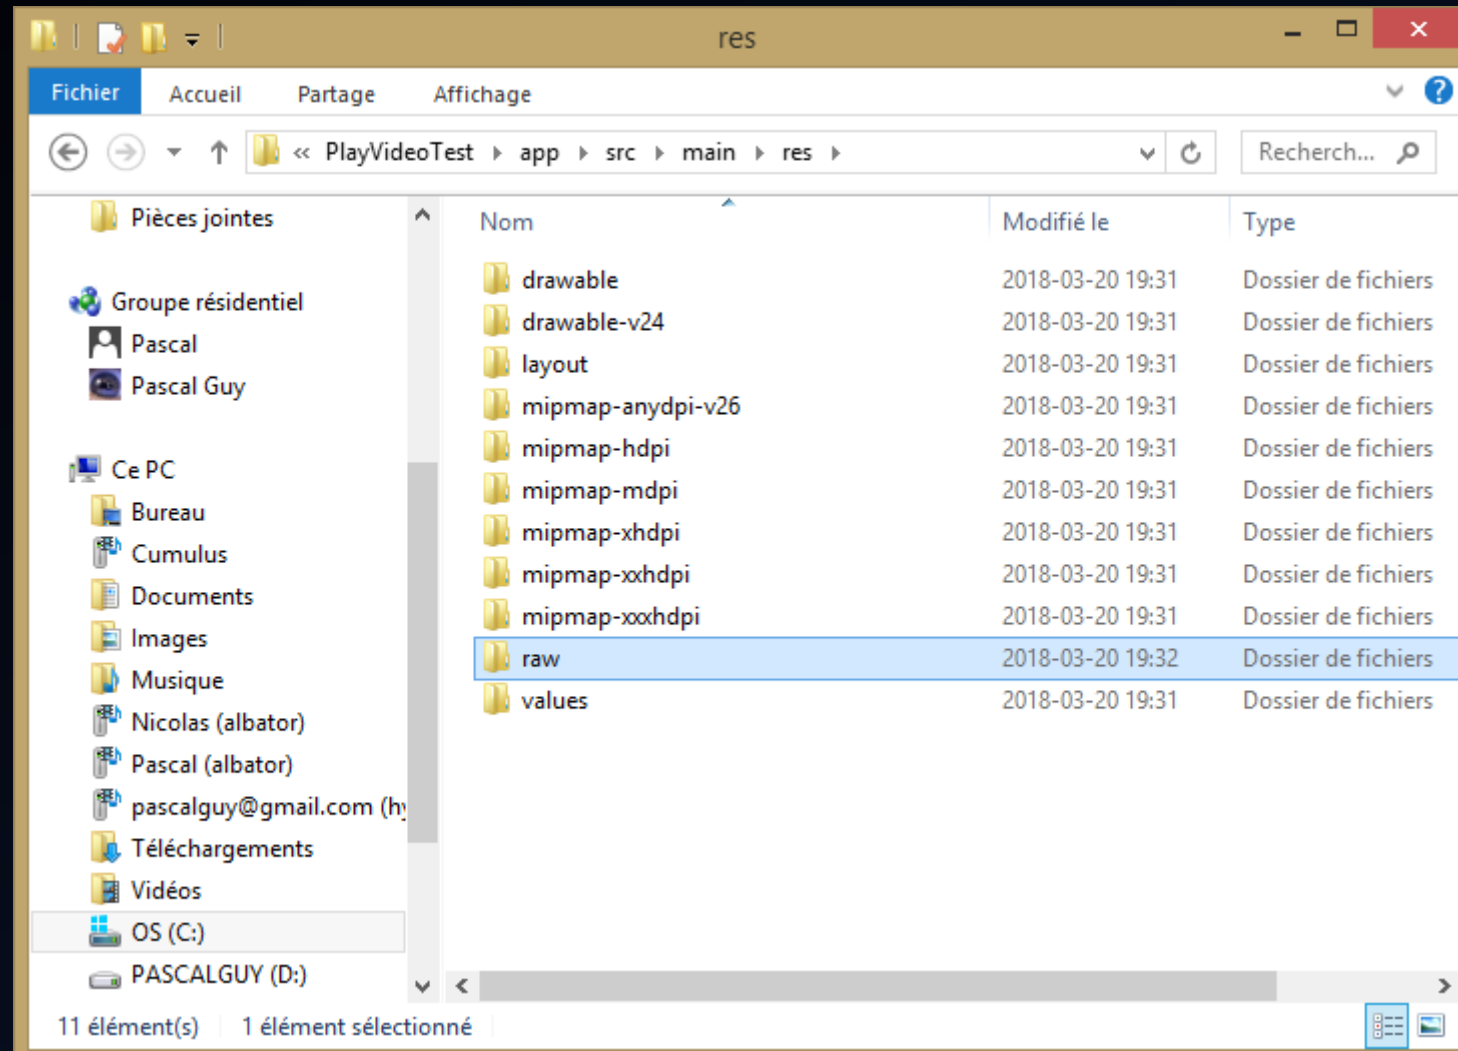 res
Fichier Accueil Partage Affichage
« PlayVideoTest app src main res Recherch...
Pièces jointes
Groupe résidentiel
Pascal
Pascal Guy
Ce PC
Bureau
Cumulus
Documents
Images
Musique
Nicolas (albator)
Pascal (albator)
pascalguy@gmail.com (hy
Téléchargements
Vidéos
OS (C:)
PASCALGUY (D:)
Nom Modifié le Type
drawable 2018-03-20 19:31 Dossier de fichiers
drawable-v24 2018-03-20 19:31 Dossier de fichiers
layout 2018-03-20 19:31 Dossier de fichiers
mipmap-anydpi-v26 2018-03-20 19:31 Dossier de fichiers
mipmap-hdpi 2018-03-20 19:31 Dossier de fichiers
mipmap-mdpi 2018-03-20 19:31 Dossier de fichiers
mipmap-xhdpi 2018-03-20 19:31 Dossier de fichiers
mipmap-xxhdpi 2018-03-20 19:31 Dossier de fichiers
mipmap-xxxhdpi 2018-03-20 19:31 Dossier de fichiers
raw 2018-03-20 19:32 Dossier de fichiers
values 2018-03-20 19:31 Dossier de fichiers
11 élément(s) 1 élément sélectionné